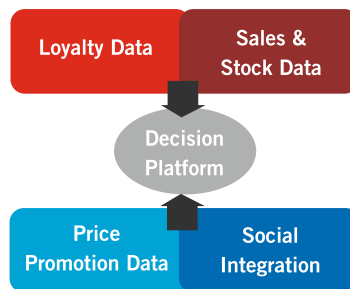 Loyalty Data
Sales &
Stock Data
Decision
Platform
Price
Promotion Data
Social
Integration